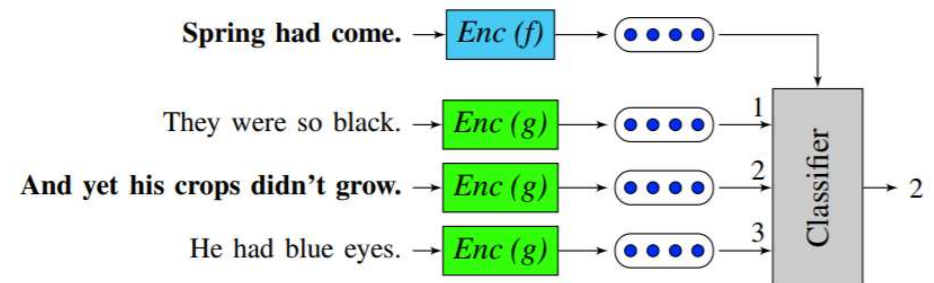 Spring had come. Enc (f)
They were so black. Enc (g) 1
And yet his crops didn't grow. Enc (g) 2
He had blue eyes. Enc (g) 3
Classifier
2